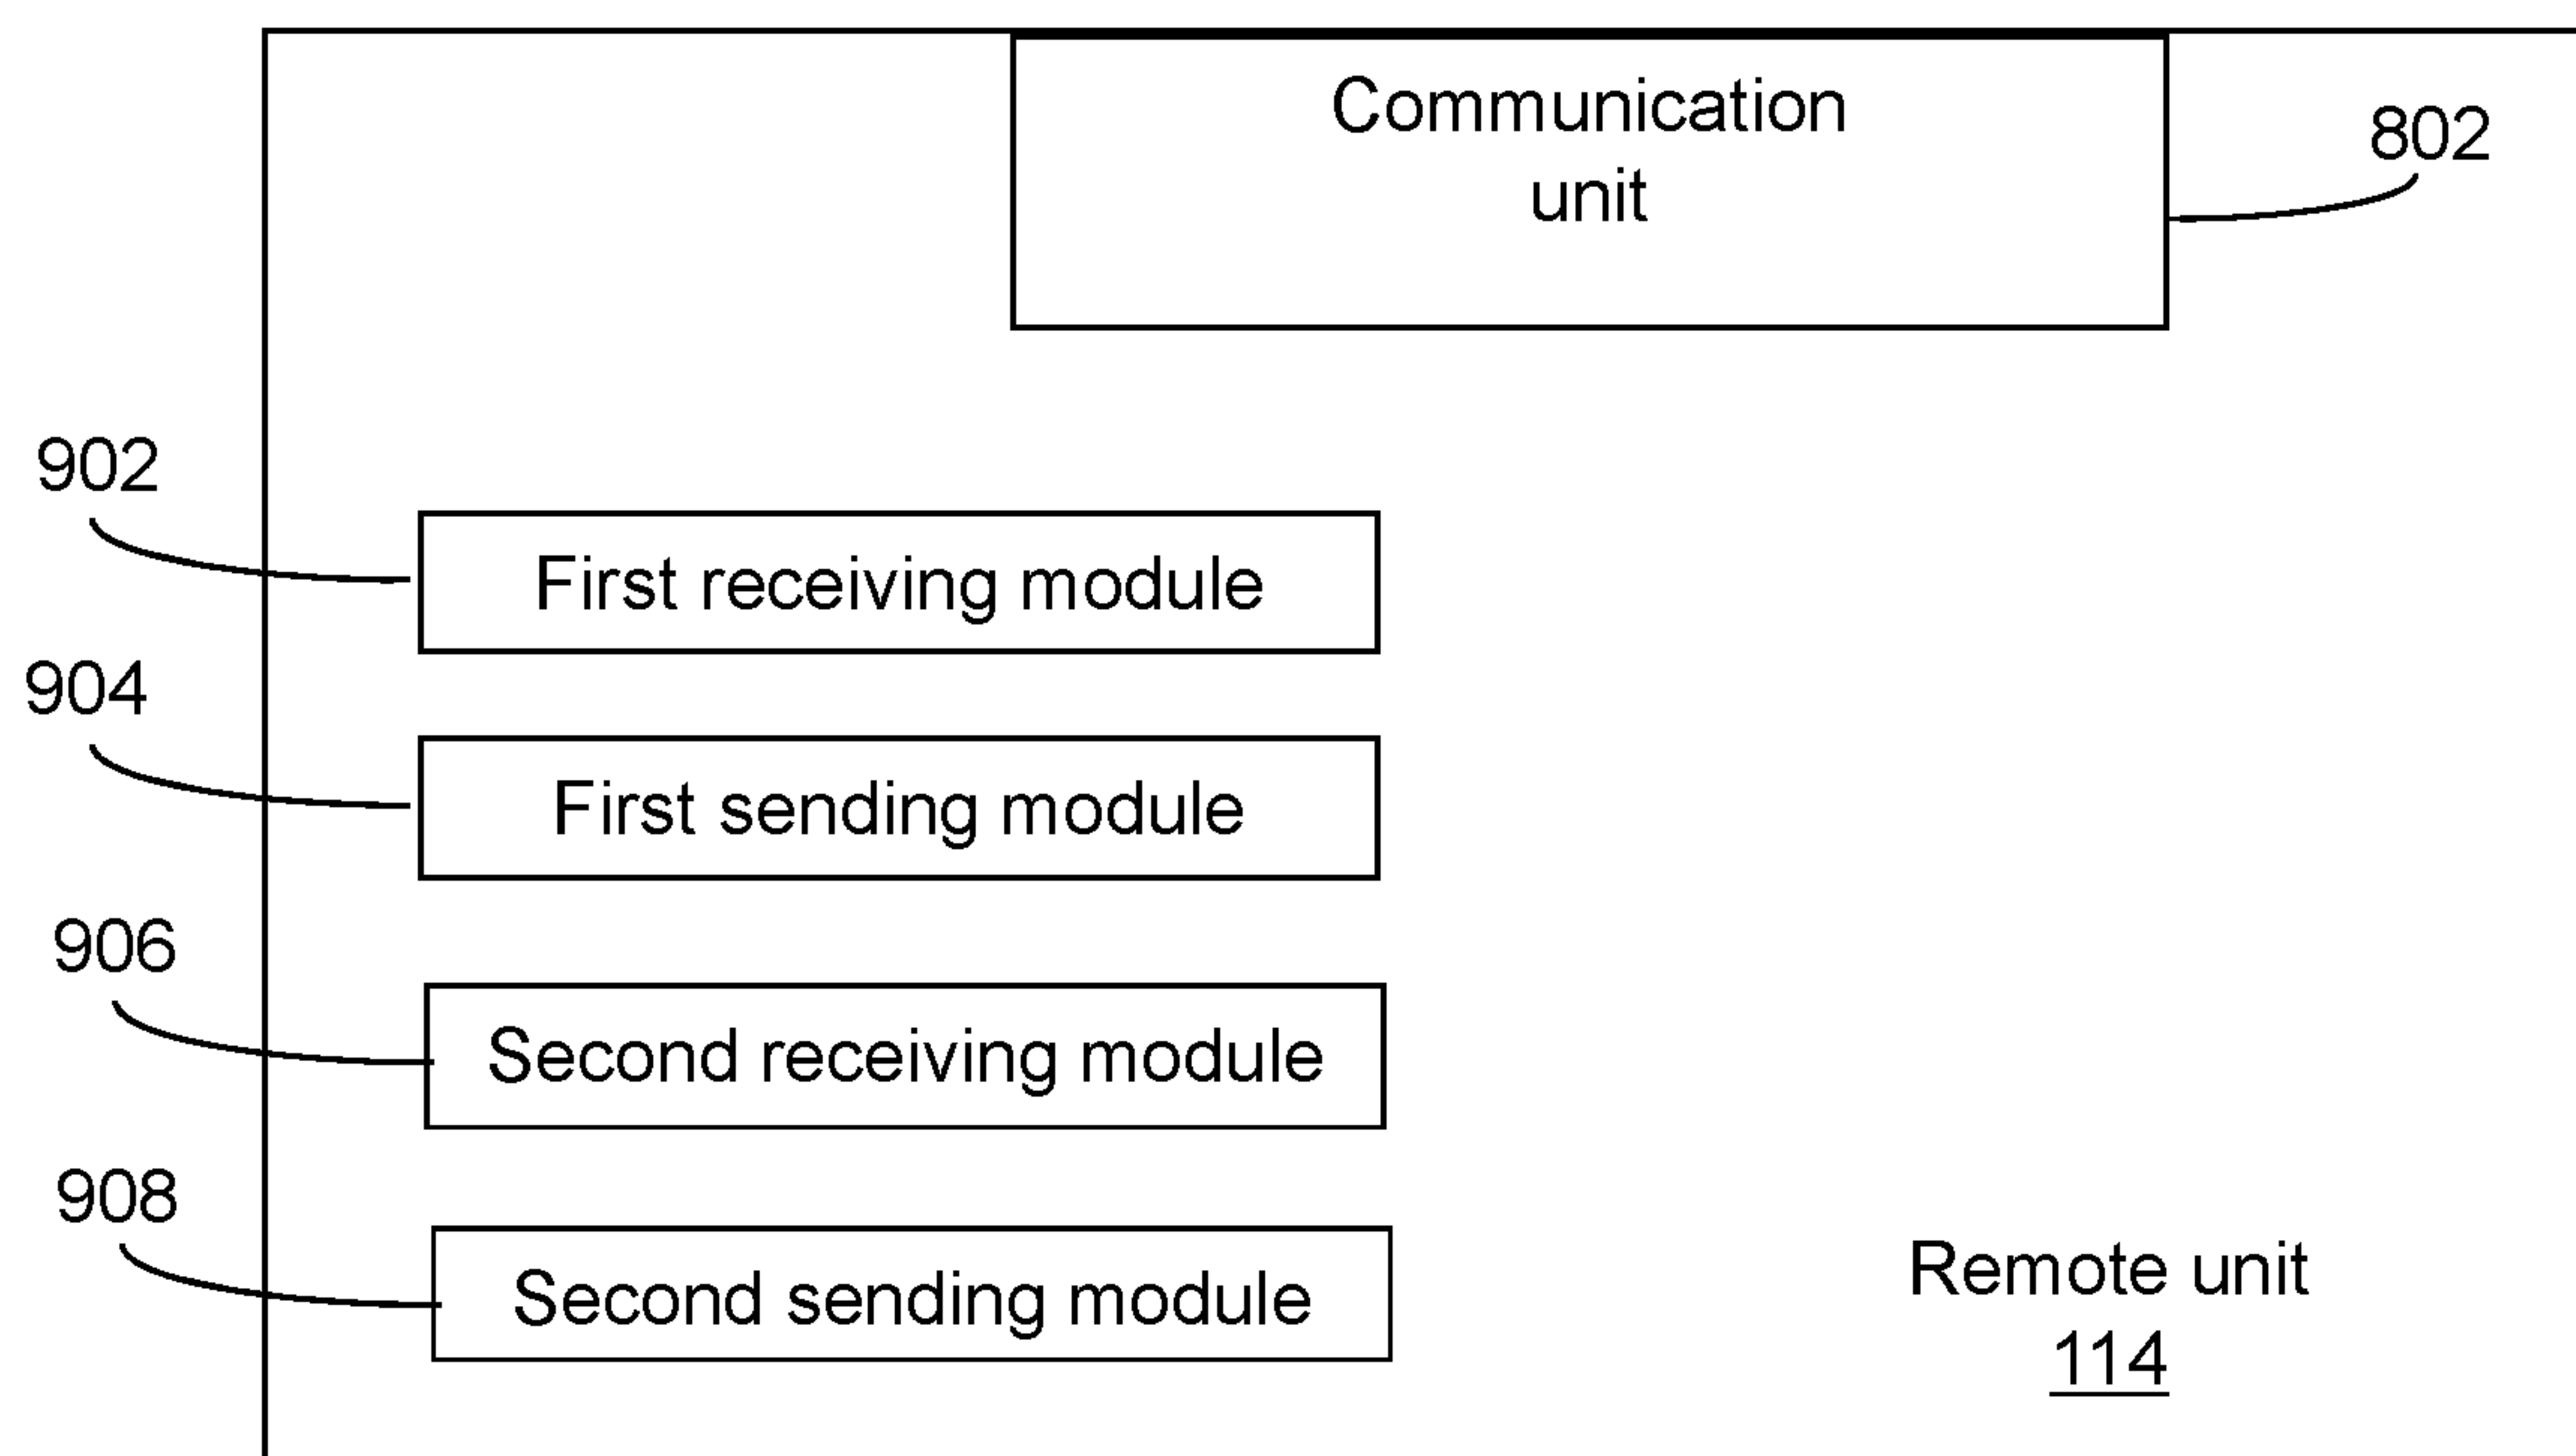 Communication
unit
802
902
First receiving module
904
First sending module
906
Second receiving module
908
Second sending module
Remote unit
114